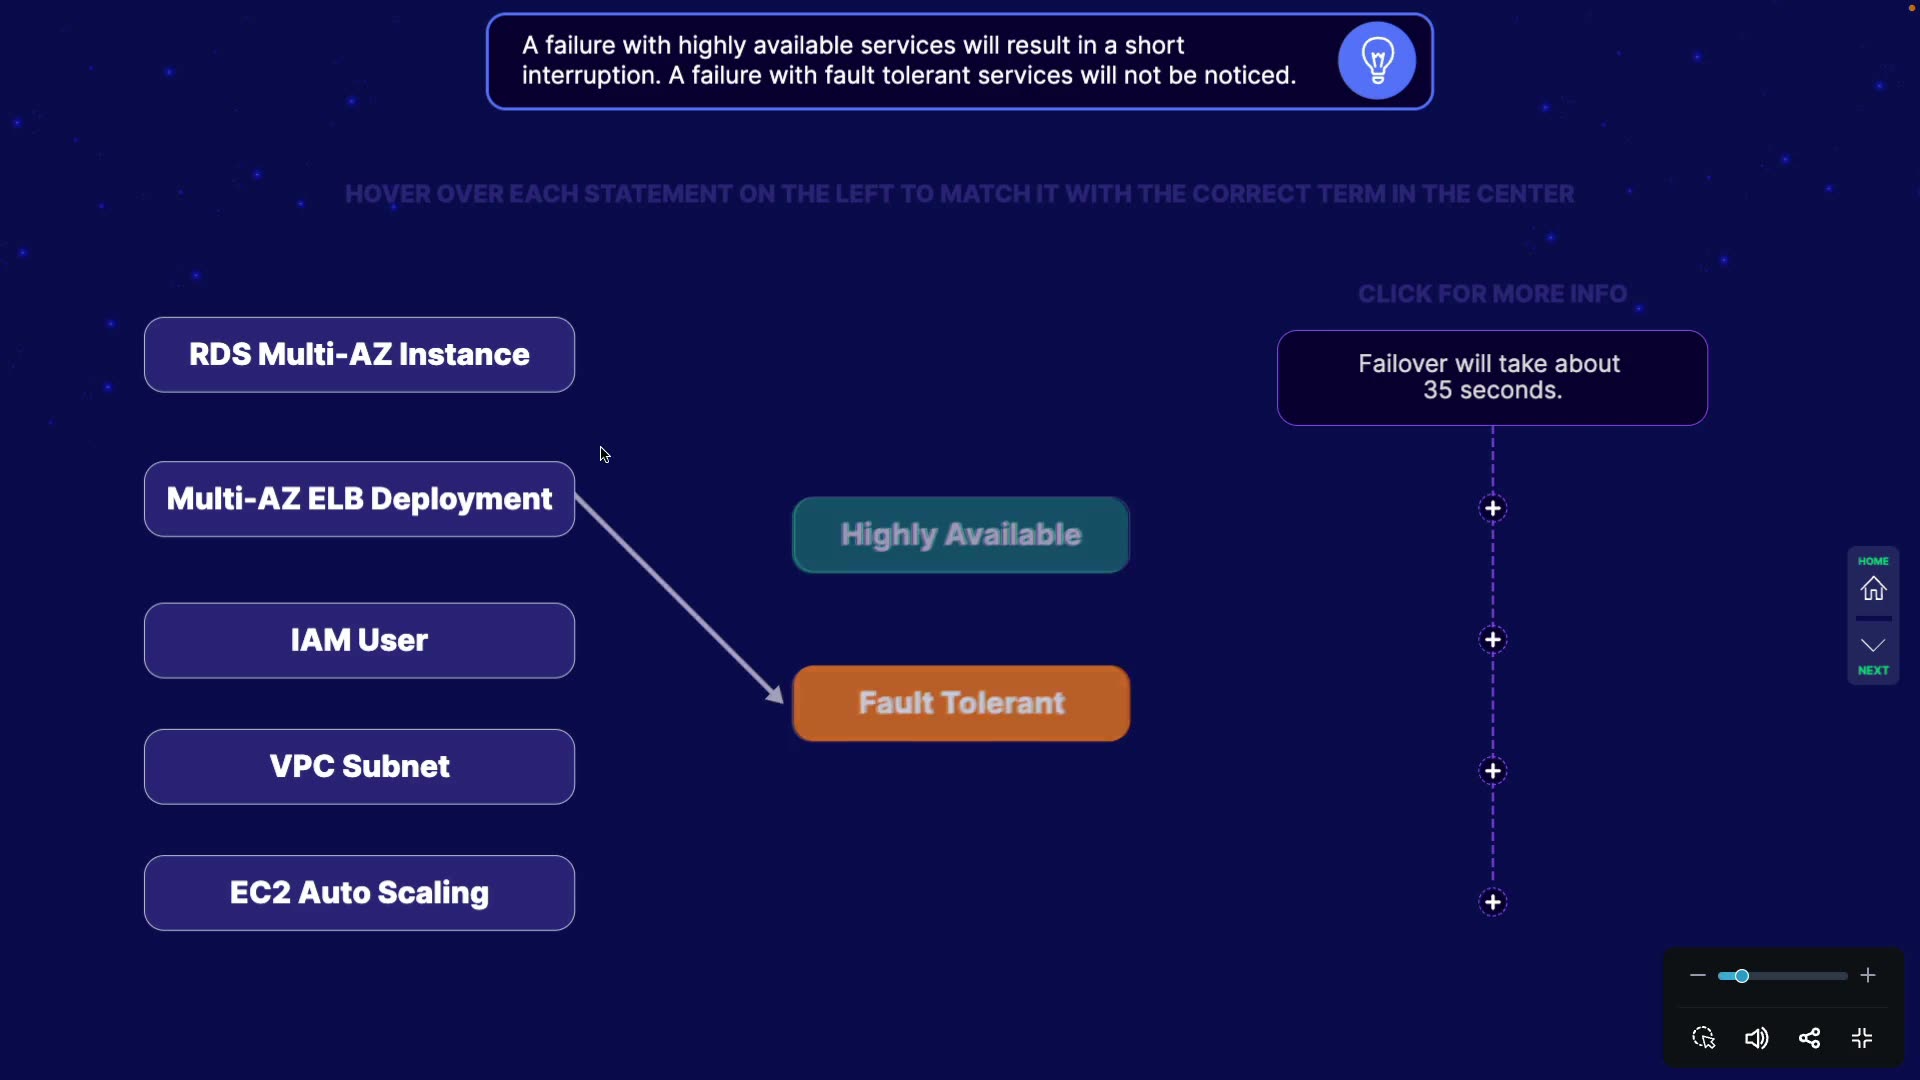 A failure with highly available services will result in a short
interruption. A failure with fault tolerant services will not be noticed.
HOVER OVER EACH STATEMENT ON THE LEFT TO MATCH IT WITH THE CORRECT TERM IN THE CENTER
CLICK FOR MORE INFO
RDS Multi-AZ Instance
Failover will take about
35 seconds.
Multi-AZ ELB Deployment
Highly Available
HOME
IAM User
NEXT
Fault Tolerant
VPC Subnet
EC2 Auto Scaling